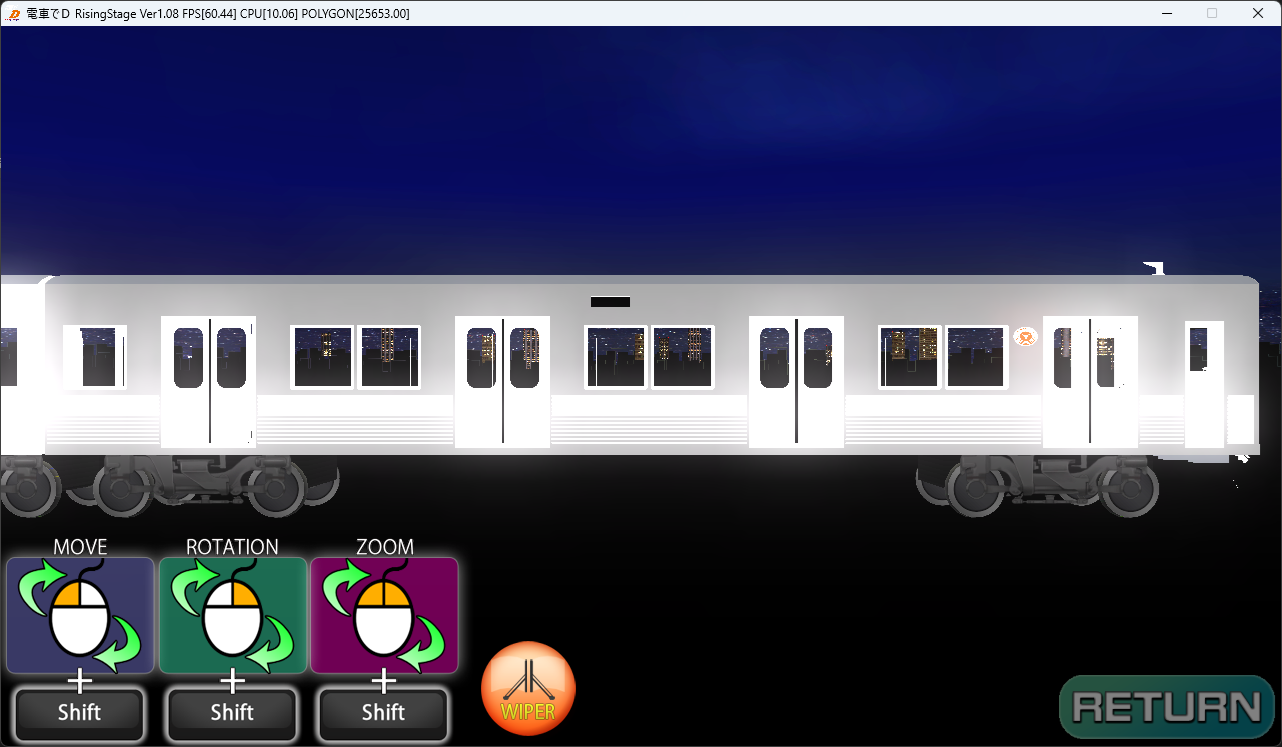 電車でD RisingStage Ver1.08 FPS[60.44] CPU[10.06] POLYGON[25653.00]
MOVE
ROTATION
ZOOM
+
+
+
Shift
Shift
Shift
WIPER
RETURN